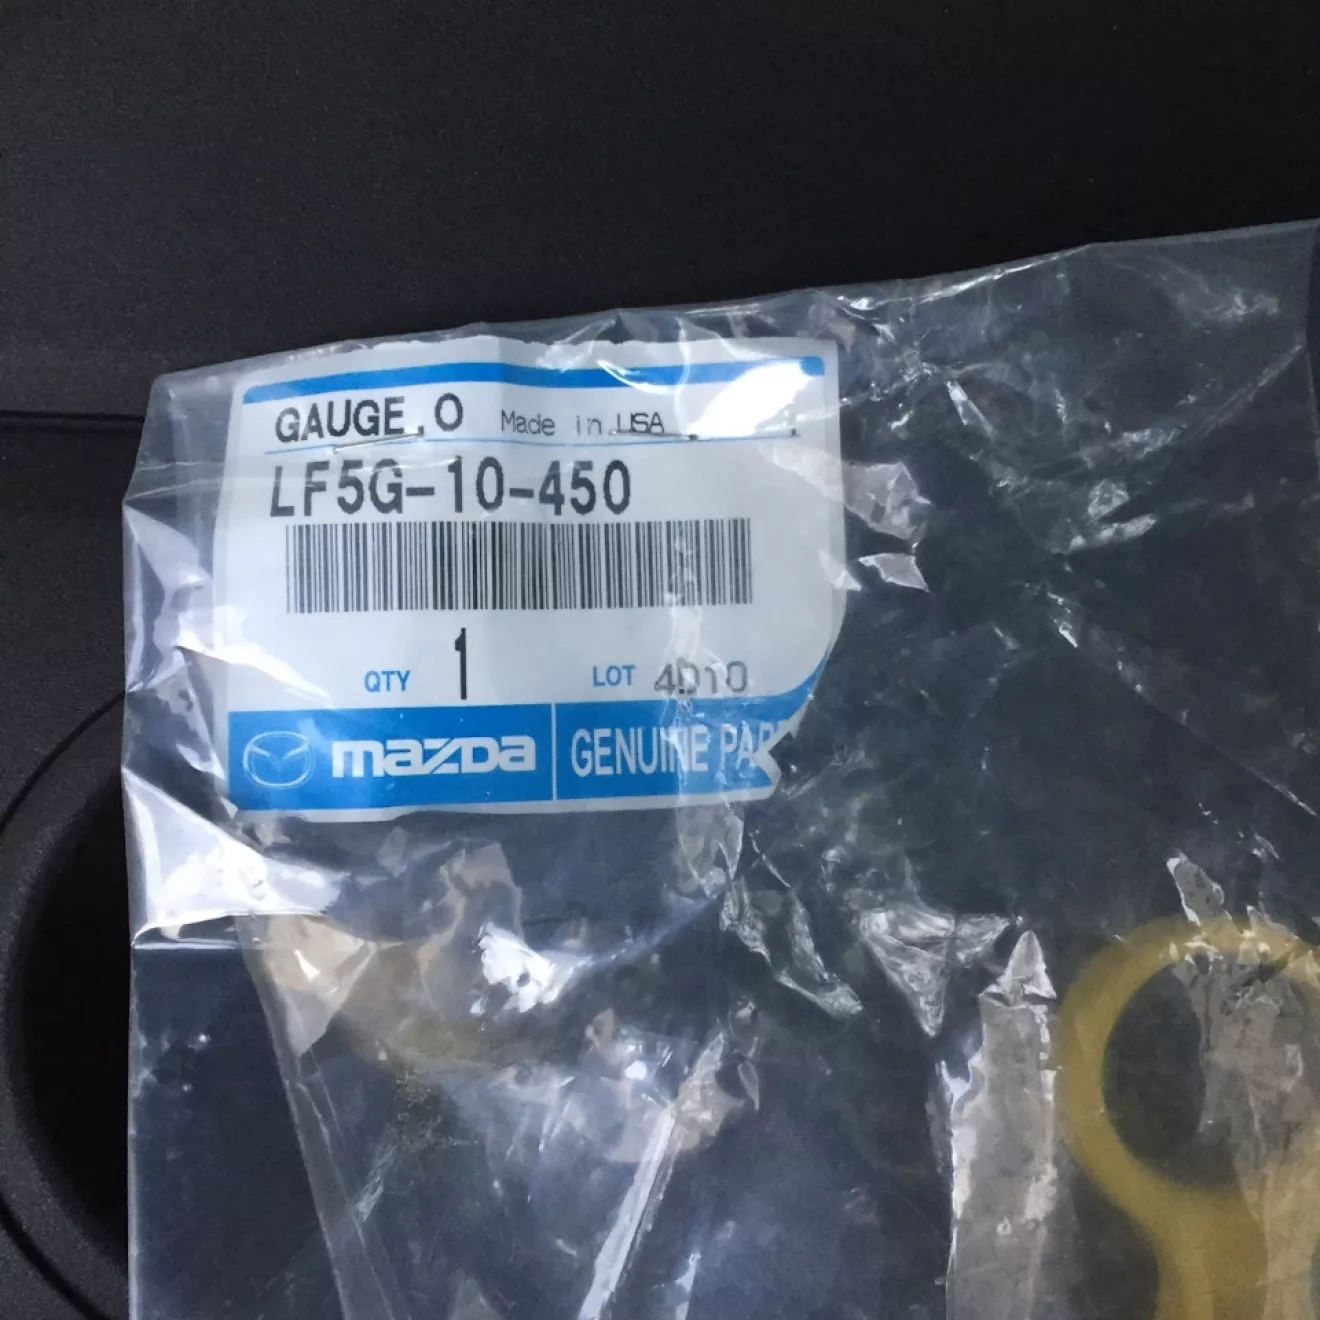 GAUGE, O Made in USA
LF5G-10-450
QTY 1 LOT 4D10
mazda GENUINE